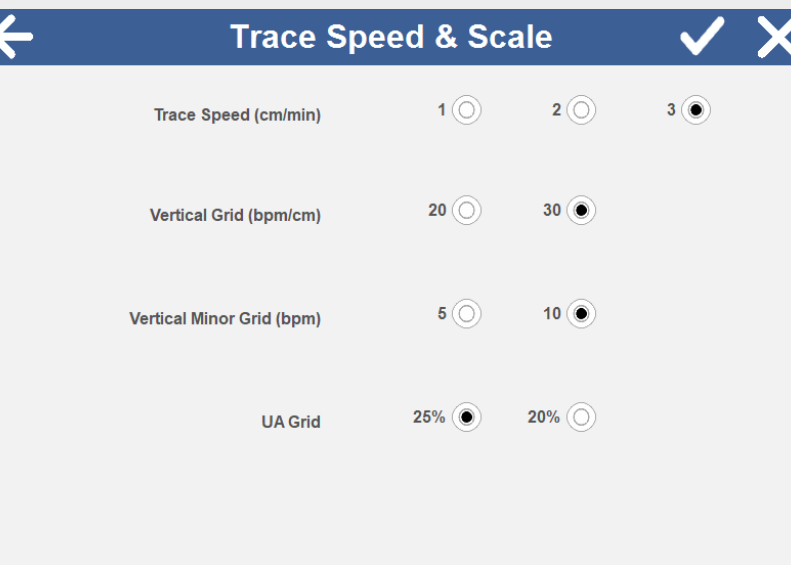 Trace Speed & Scale
Trace Speed (cm/min) 1 2 3
Vertical Grid (bpm/cm) 20 30
Vertical Minor Grid (bpm) 5 10
UA Grid 25% 20%